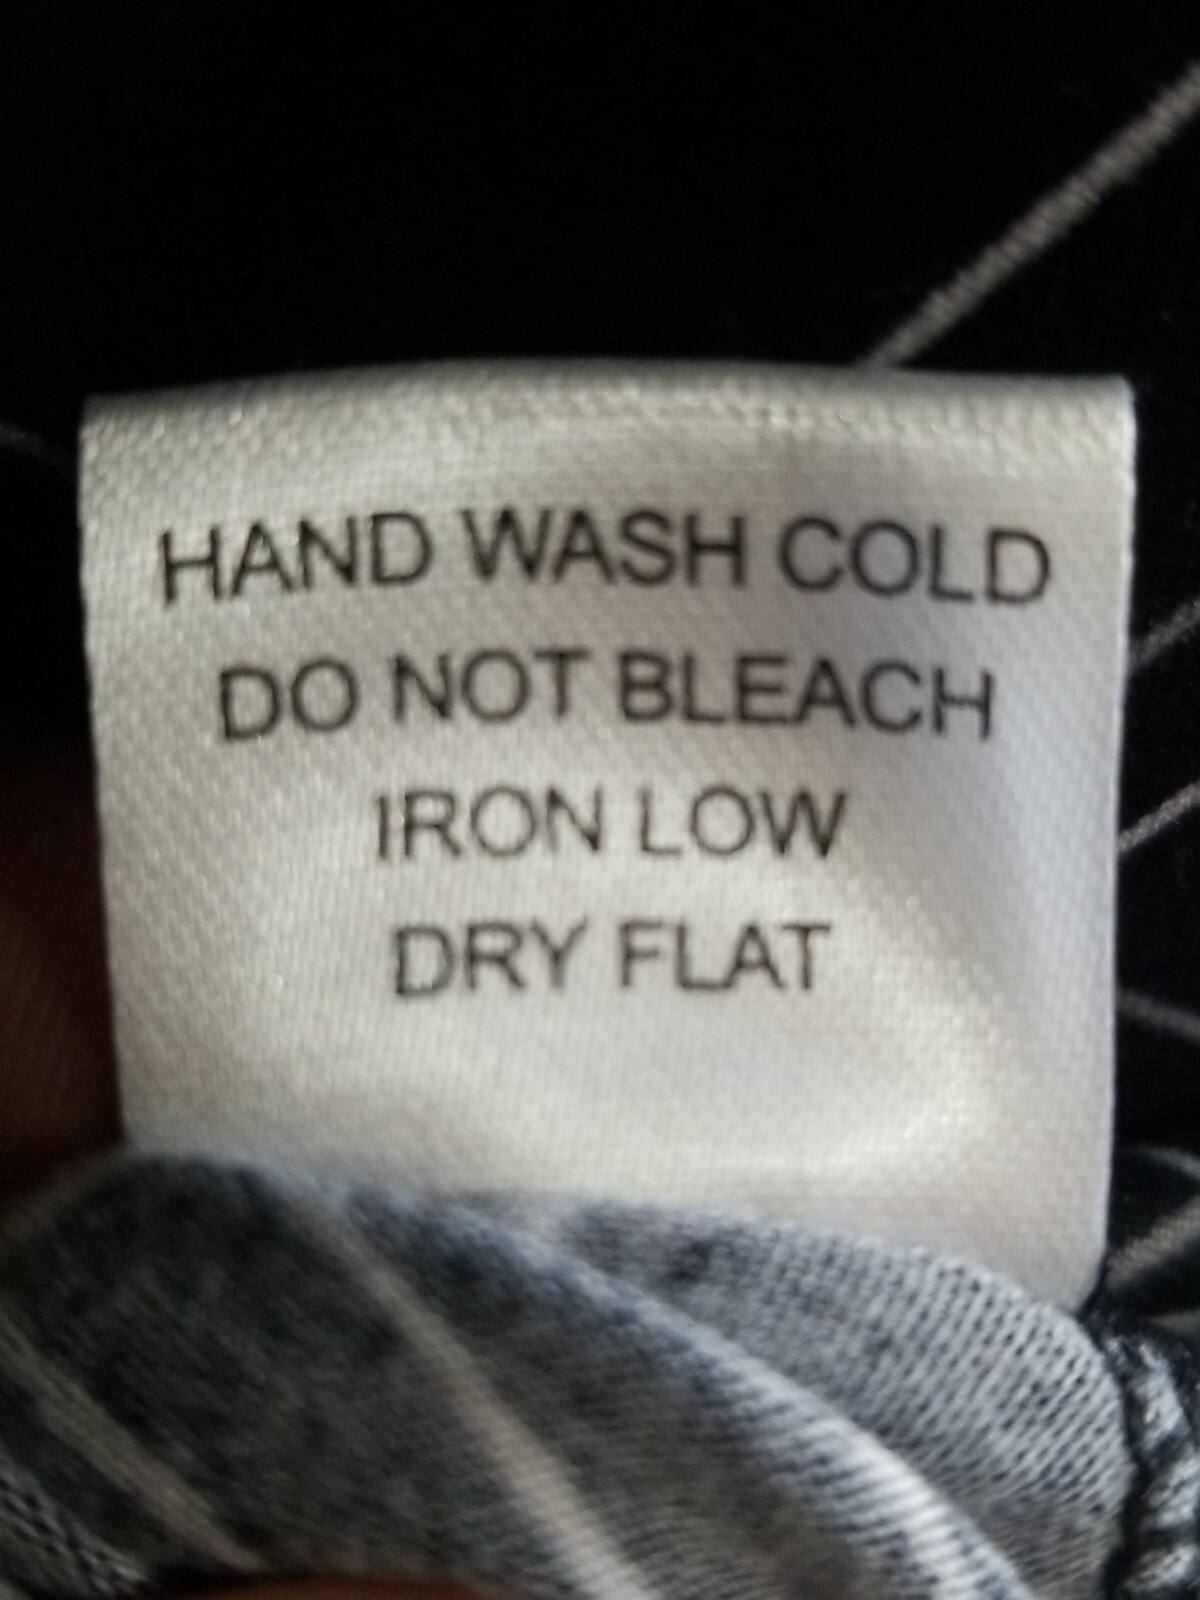 HAND WASH COLD
DO NOT BLEACH
IRON LOW
DRY FLAT